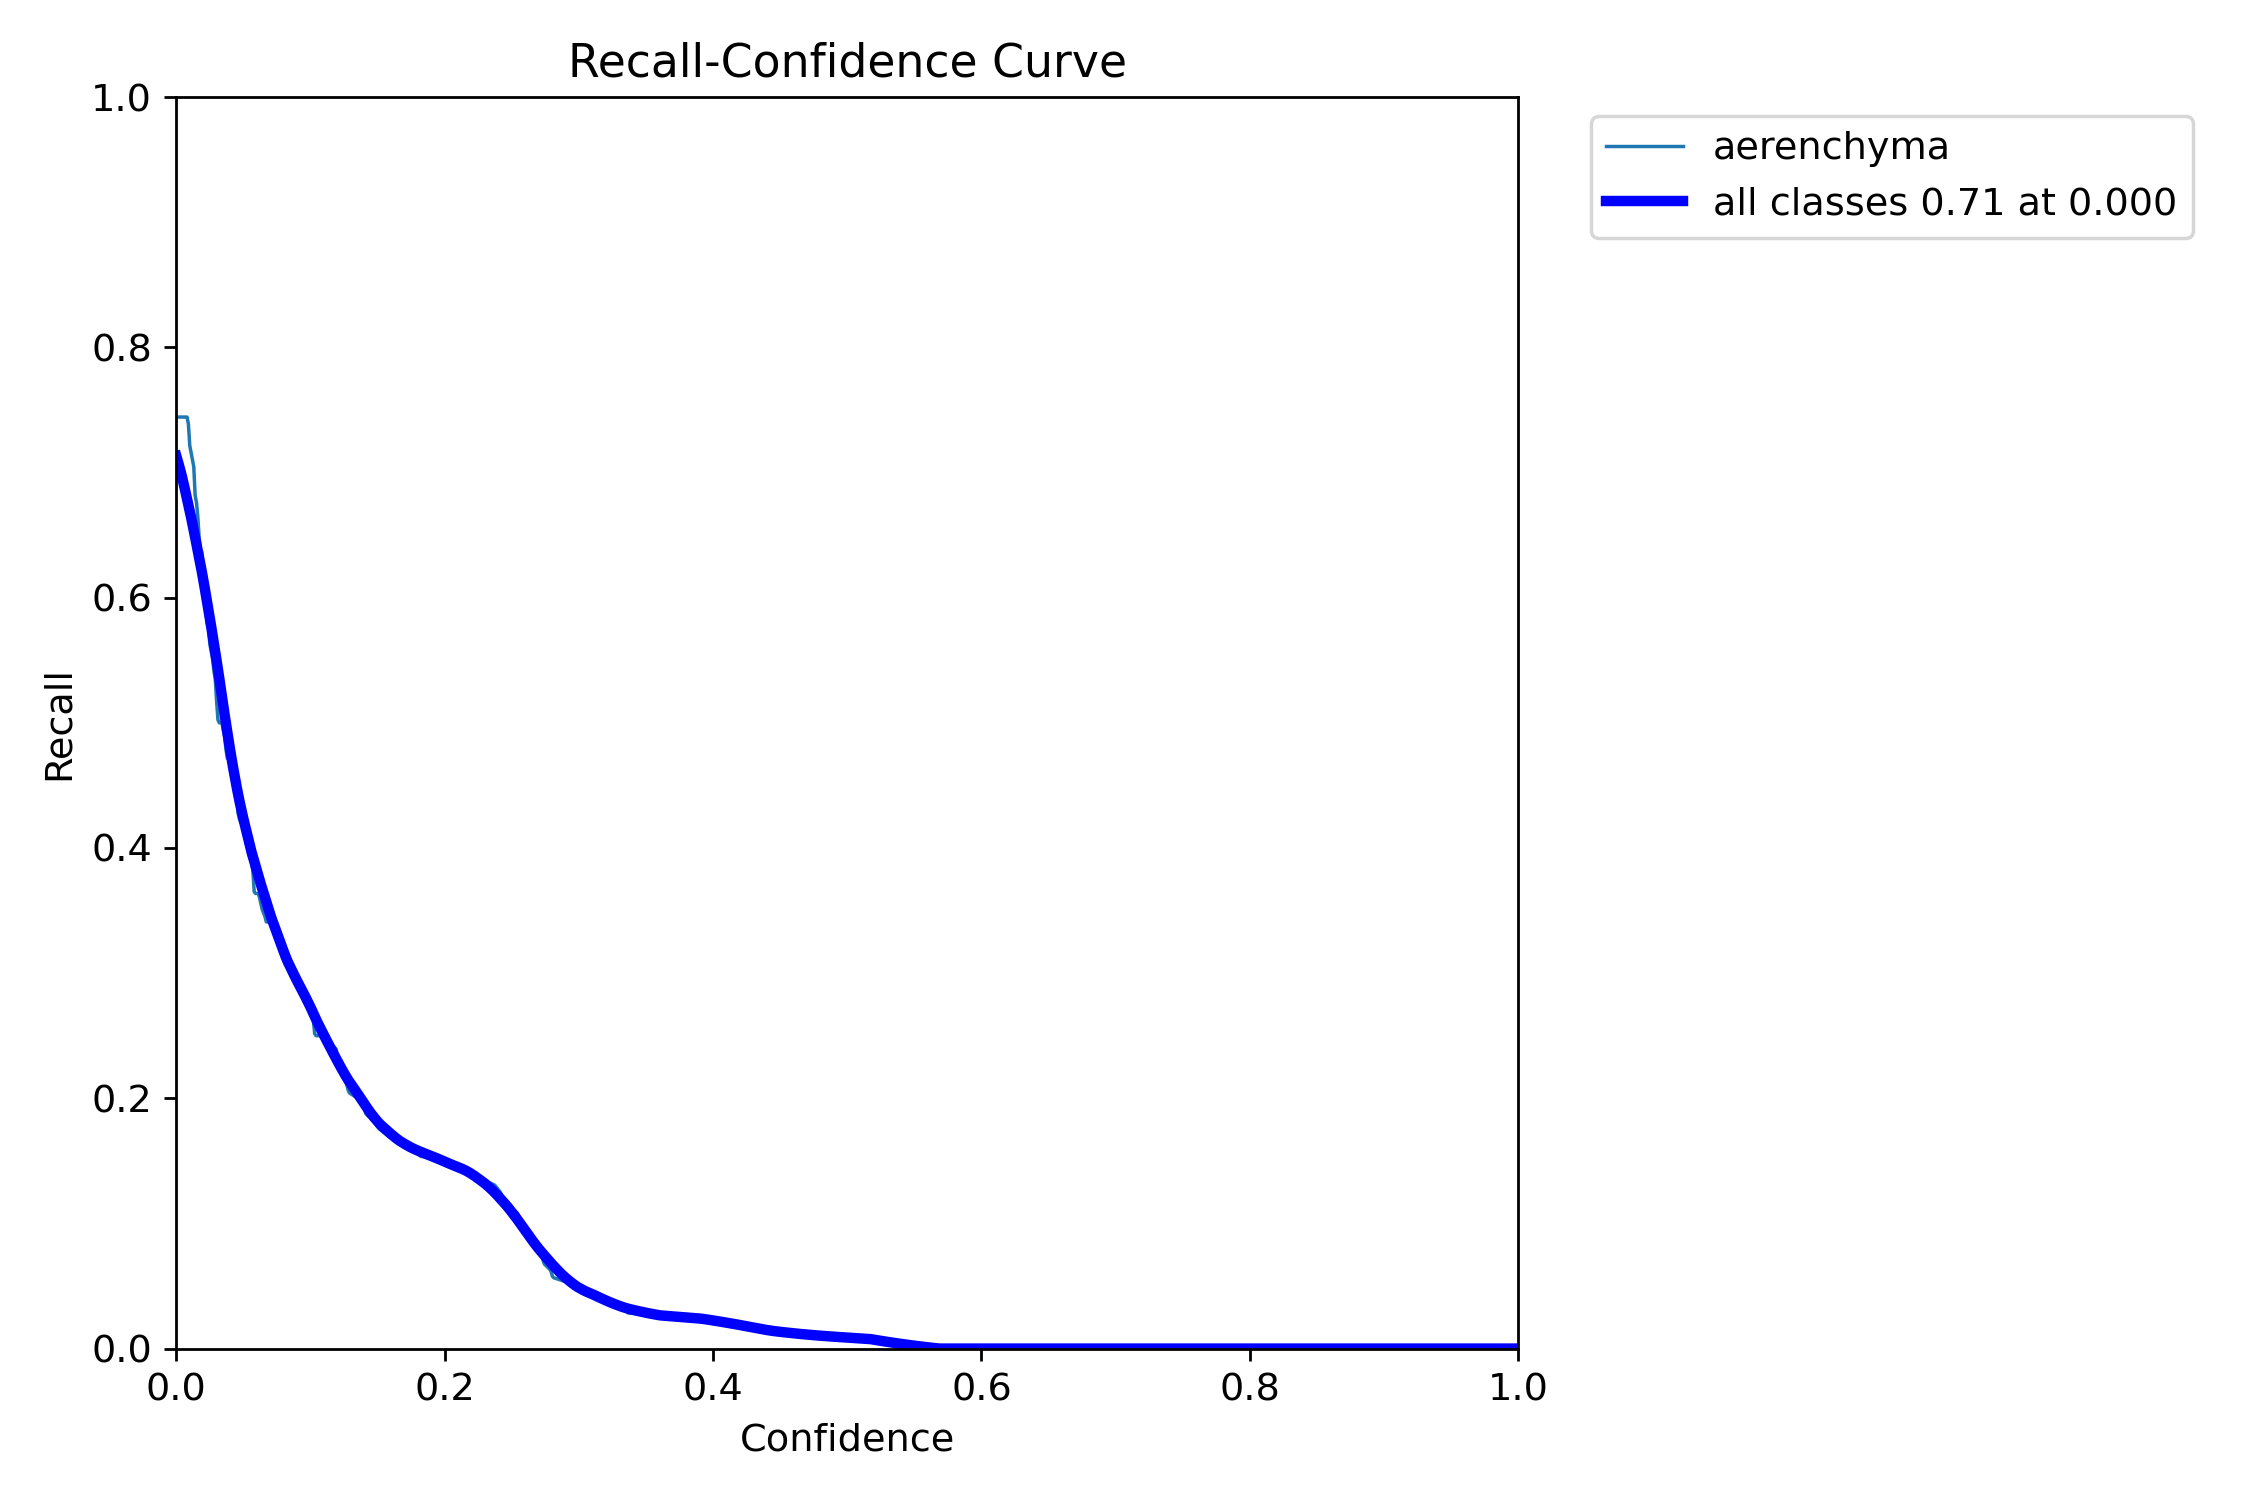 Recall-Confidence Curve
1.0
0.8
0.6
0.4
0.2
0.0
Recall
0.0 0.2 0.4 0.6 0.8 1.0
Confidence
aerenchyma
all classes 0.71 at 0.000